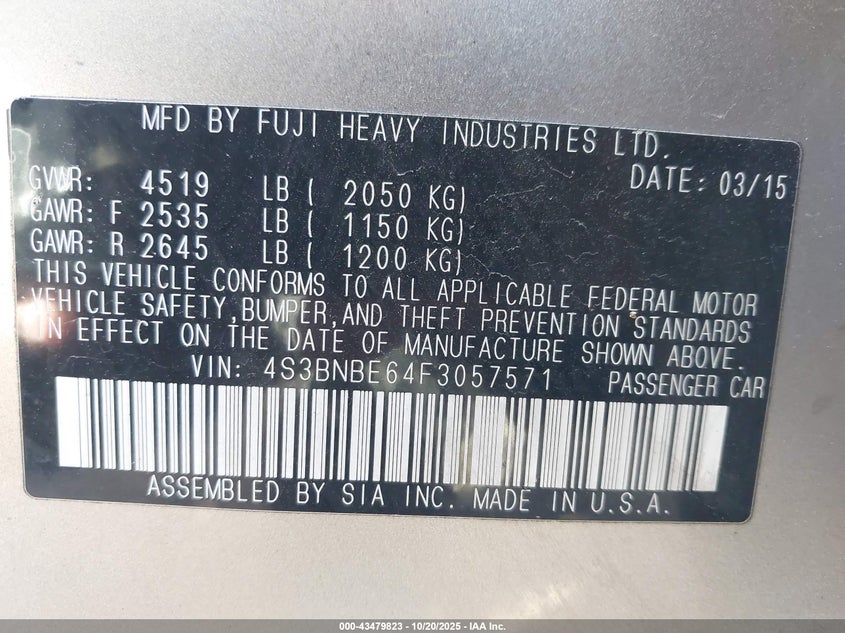 MFD BY FUJI HEAVY INDUSTRIES LTD.
GVWR: 4519 LB ( 2050 KG) DATE: 03/15
GAWR: F 2535 LB ( 1150 KG)
GAWR: R 2645 LB ( 1200 KG)
THIS VEHICLE CONFORMS TO ALL APPLICABLE FEDERAL MOTOR
VEHICLE SAFETY,BUMPER,AND THEFT PREVENTION STANDARDS
IN EFFECT ON THE DATE OF MANUFACTURE SHOWN ABOVE.
VIN: 4S3BNBE64F3057571 PASSENGER CAR
ASSEMBLED BY SIA INC. MADE IN U.S.A.
000-43479823 | 10/20/2025 – IAA Inc.